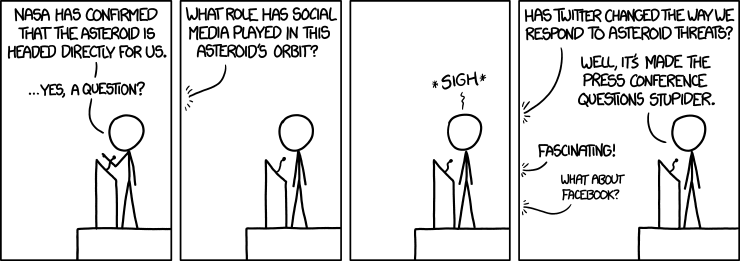 NASA HAS CONFIRMED
THAT THE ASTEROID IS
HEADED DIRECTLY FOR US.
...YES, A QUESTION?
WHAT ROLE HAS SOCIAL
MEDIA PLAYED IN THIS
ASTEROID'S ORBIT?
*SIGH*
HAS TWITTER CHANGED THE WAY WE
RESPOND TO ASTEROID THREATS?
WELL, IT'S MADE THE
PRESS CONFERENCE
QUESTIONS STUPIDER.
FASCINATING!
WHAT ABOUT
FACEBOOK?